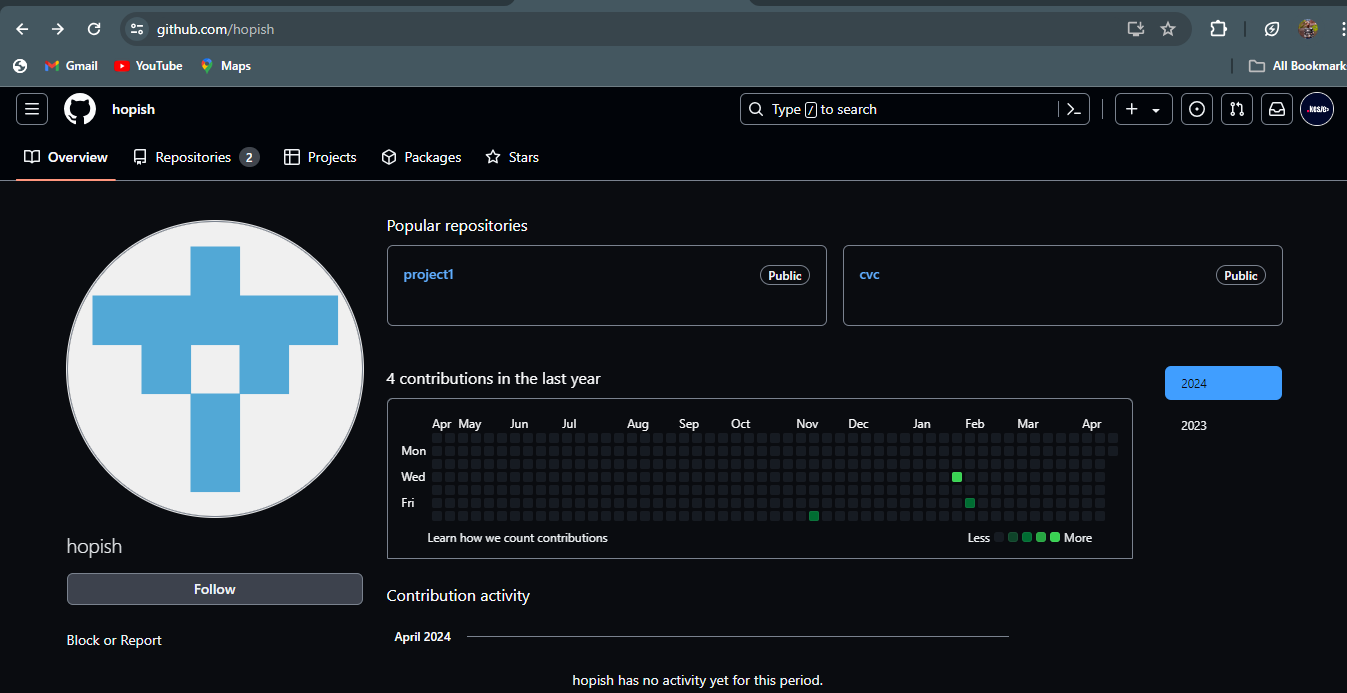 github.com/hopish
Gmail YouTube Maps All Bookmark
hopish Type / to search
Overview Repositories 2 Projects Packages Stars
Popular repositories
project1 Public cvc Public
4 contributions in the last year
2024
2023
Apr May Jun Jul Aug Sep Oct Nov Dec Jan Feb Mar Apr
Mon
Wed
Fri
Learn how we count contributions Less More
hopish
Follow
Block or Report
Contribution activity
April 2024
hopish has no activity yet for this period.